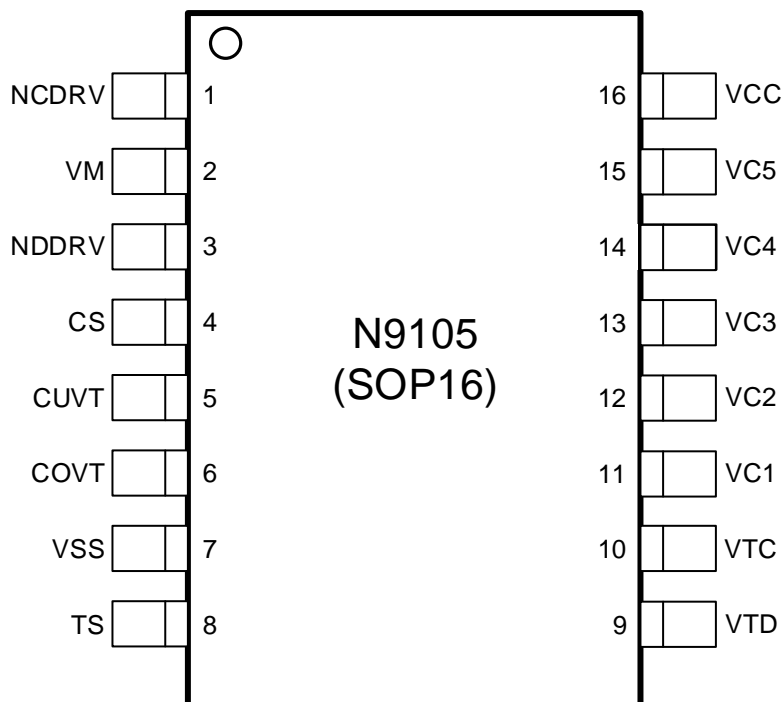 NCDRV 1 16 VCC
VM 2 15 VC5
NDDRV 3 14 VC4
CS 4 13 VC3
N9105
(SOP16)
CUVT 5 12 VC2
COVT 6 11 VC1
VSS 7 10 VTC
TS 8 9 VTD